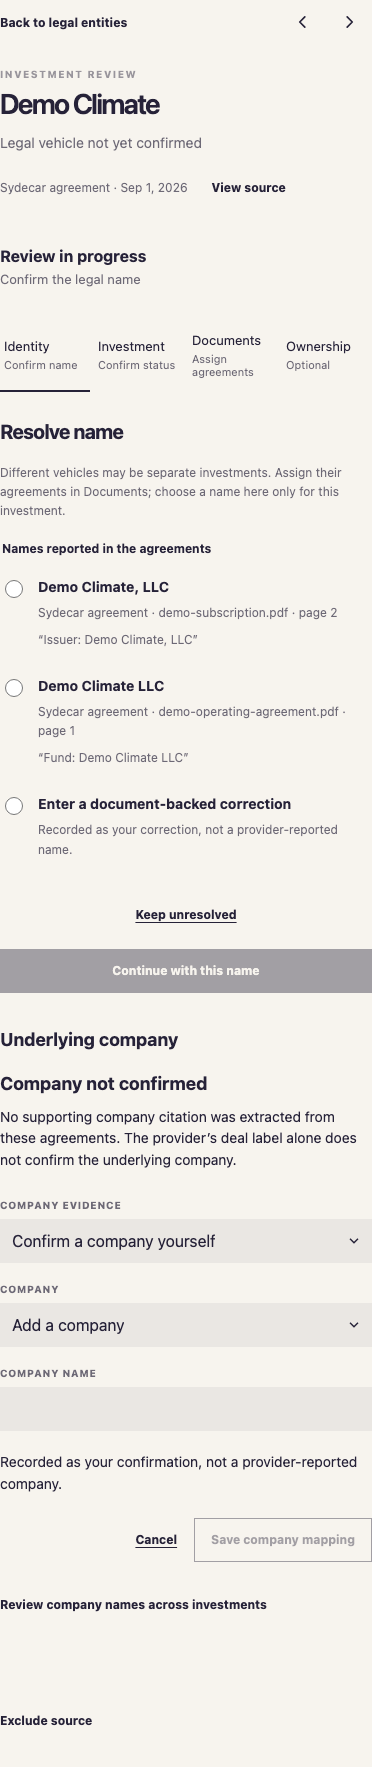 Back to legal entities
INVESTMENT REVIEW
Demo Climate
Legal vehicle not yet confirmed
Sydecar agreement · Sep 1, 2026 View source
Review in progress
Confirm the legal name
Identity
Confirm name
Investment
Confirm status
Documents
Assign
agreements
Ownership
Optional
Resolve name
Different vehicles may be separate investments. Assign their
agreements in Documents; choose a name here only for this
investment.
Names reported in the agreements
Demo Climate, LLC
Sydecar agreement · demo-subscription.pdf · page 2
“Issuer: Demo Climate, LLC”
Demo Climate LLC
Sydecar agreement · demo-operating-agreement.pdf ·
page 1
“Fund: Demo Climate LLC”
Enter a document-backed correction
Recorded as your correction, not a provider-reported
name.
Keep unresolved
Continue with this name
Underlying company
Company not confirmed
No supporting company citation was extracted from
these agreements. The provider’s deal label alone does
not confirm the underlying company.
COMPANY EVIDENCE
Confirm a company yourself
COMPANY
Add a company
COMPANY NAME
Recorded as your confirmation, not a provider-reported
company.
Cancel
Save company mapping
Review company names across investments
Exclude source